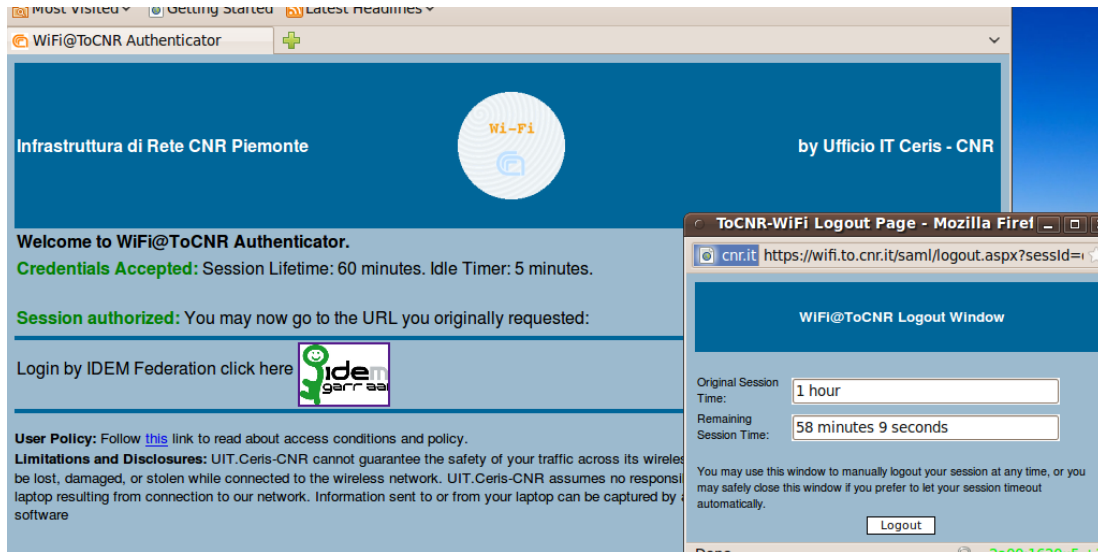 Most Visited
Getting Started
Latest Headlines
WiFi@ToCNR Authenticator
Infrastruttura di Rete CNR Piemonte
Wi-Fi
by Ufficio IT Ceris - CNR
Welcome to WiFi@ToCNR Authenticator.
Credentials Accepted: Session Lifetime: 60 minutes. Idle Timer: 5 minutes.
Session authorized: You may now go to the URL you originally requested:
Login by IDEM Federation click here
idem
garr aai
User Policy: Follow this link to read about access conditions and policy.
Limitations and Disclosures: UIT.Ceris-CNR cannot guarantee the safety of your traffic across its
be lost, damaged, or stolen while connected to the wireless network. UIT.Ceris-CNR assumes no
laptop resulting from connection to our network. Information sent to or from your laptop can be captured by
software
ToCNR-WiFi Logout Page - Mozilla
cnr.it https://wifi.to.cnr.it/saml/logout.aspx?sessId=
WIFI@ToCNR Logout Window
Original Session
Time:
1 hour
Remaining
Session Time:
58 minutes 9 seconds
You may use this window to manually logout your session at any time, or you
may safely close this window if you prefer to let your session timeout
automatically.
Logout